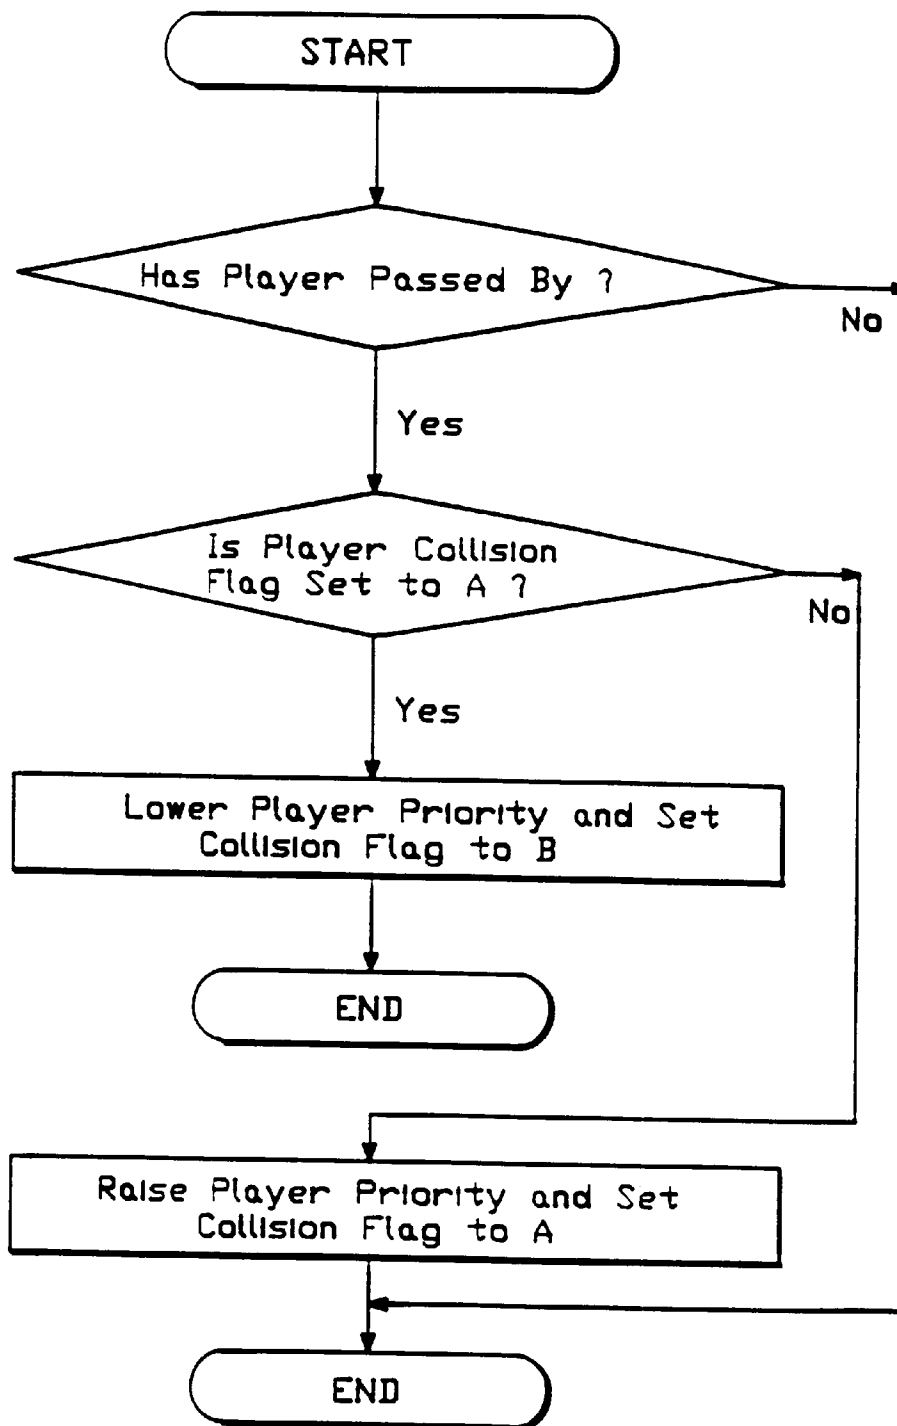 START
Has Player Passed By ?
No
Yes
Is Player Collision
Flag Set to A ?
No
Yes
Lower Player Priority and Set
Collision Flag to B
END
Raise Player Priority and Set
Collision Flag to A
END